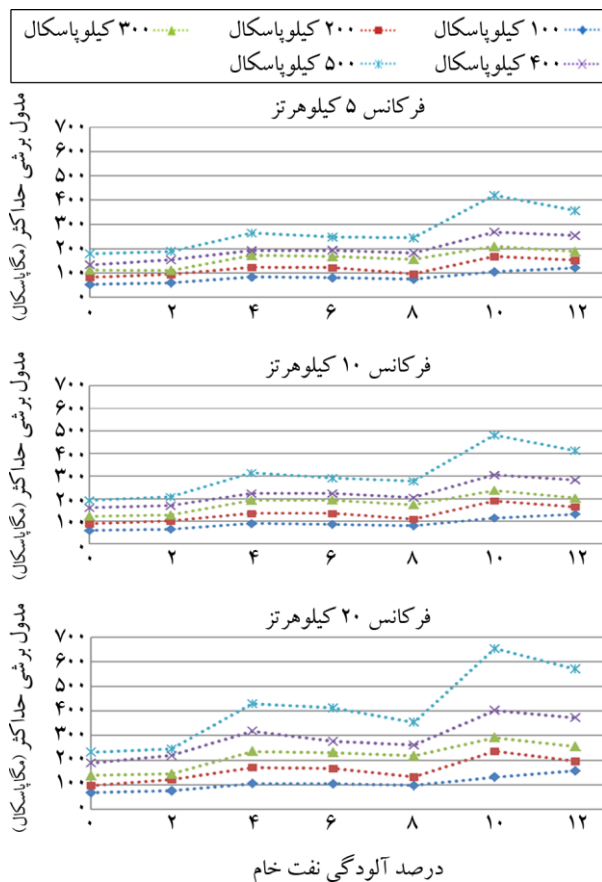 ۱۰۰ کیلوپاسکال ۲۰۰ کیلوپاسکال ۳۰۰ کیلوپاسکال
۴۰۰ کیلوپاسکال ۵۰۰ کیلوپاسکال
فرکانس ۵ کیلوهرتز
مدول برشی حداکثر (مگاپاسکال)
۷۰۰
۶۰۰
۵۰۰
۴۰۰
۳۰۰
۲۰۰
۱۰۰
۰
۰ ۲ ۴ ۶ ۸ ۱۰ ۱۲
فرکانس ۱۰ کیلوهرتز
مدول برشی حداکثر (مگاپاسکال)
۷۰۰
۶۰۰
۵۰۰
۴۰۰
۳۰۰
۲۰۰
۱۰۰
۰
۰ ۲ ۴ ۶ ۸ ۱۰ ۱۲
فرکانس ۲۰ کیلوهرتز
مدول برشی حداکثر (مگاپاسکال)
۷۰۰
۶۰۰
۵۰۰
۴۰۰
۳۰۰
۲۰۰
۱۰۰
۰
۰ ۲ ۴ ۶ ۸ ۱۰ ۱۲
درصد آلودگی نفت خام